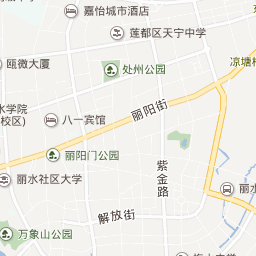 嘉怡城市酒店
莲都区天宁中学
凉塘
瓯微大厦
处州公园
丽阳街
水学院
校区)
八一宾馆
丽阳门公园
紫金路
丽水社区大学
丽水
解放街
万象山公园